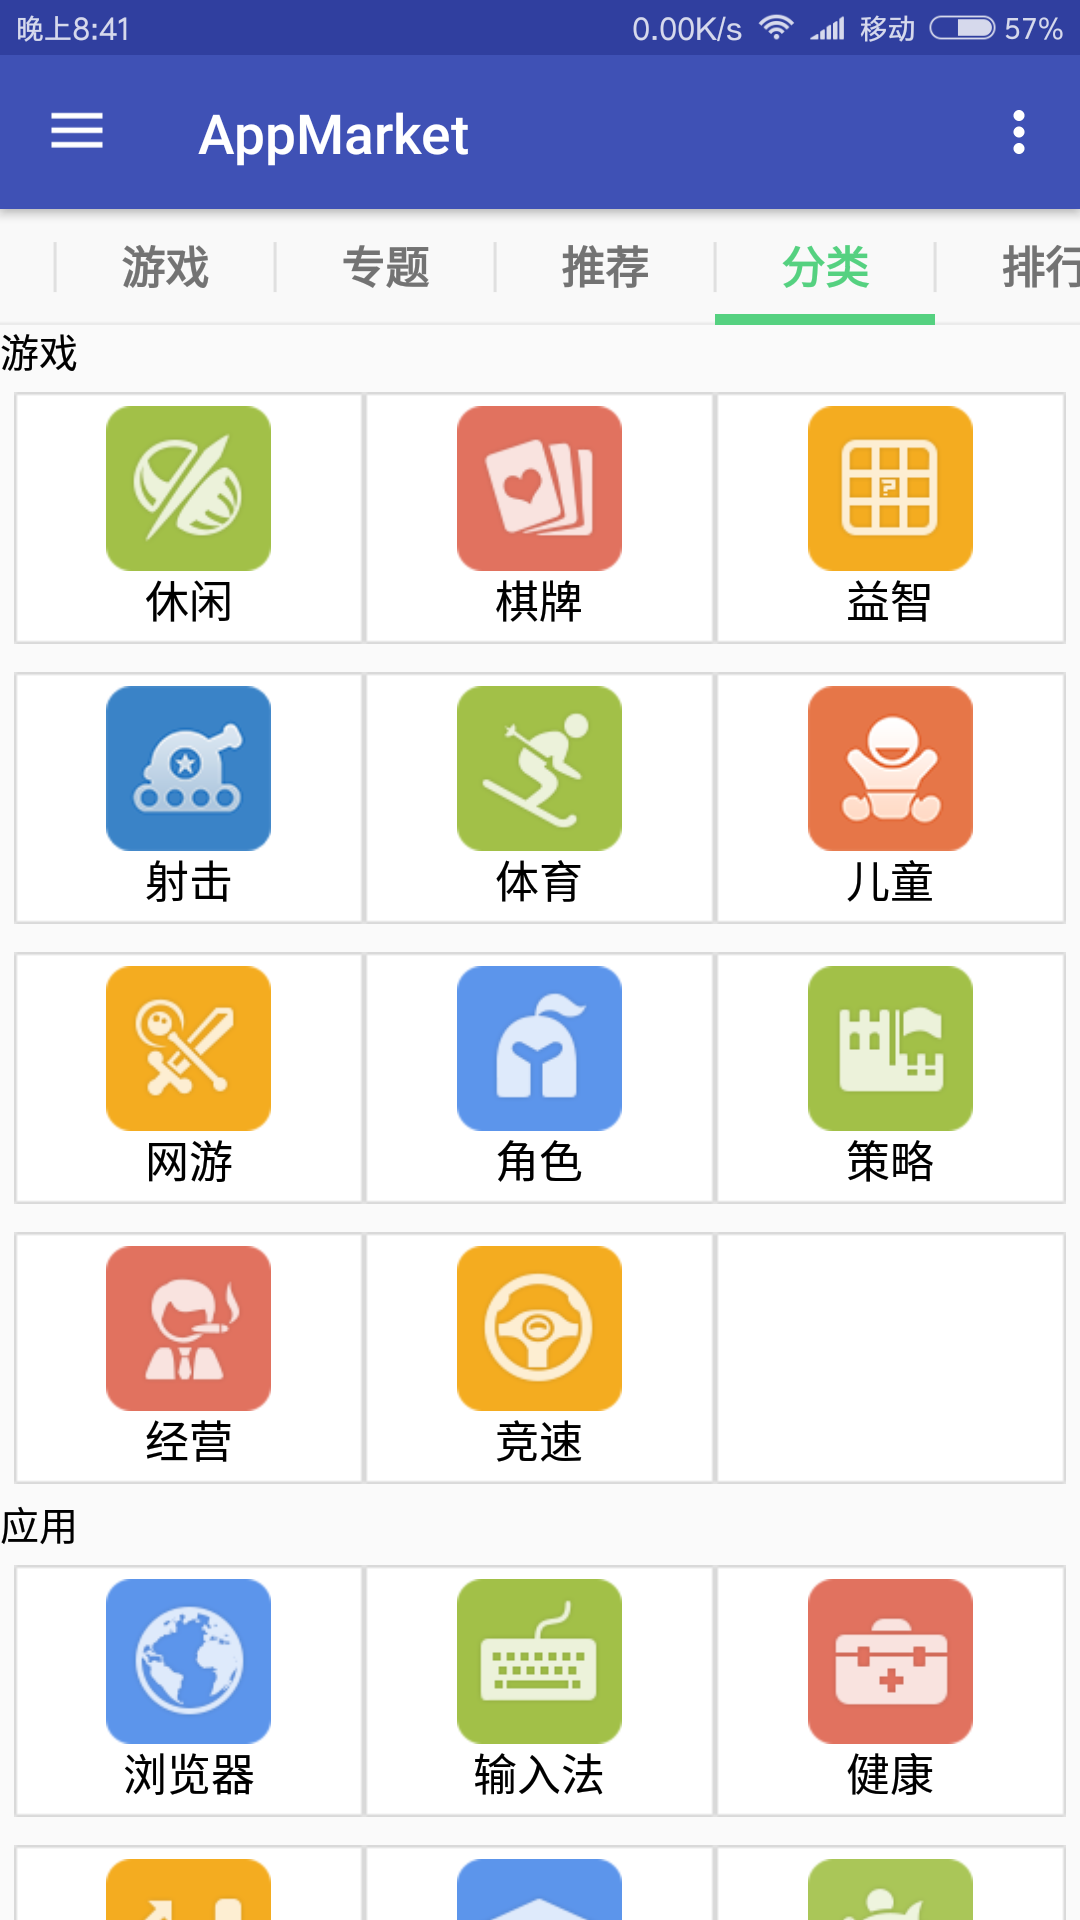 晚上8:41 0.00K/s 移动 57%
AppMarket
游戏 专题 推荐 分类 排行
游戏
休闲 棋牌 益智
?
射击 体育 儿童
网游 角色 策略
经营 竞速
应用
浏览器 输入法 健康